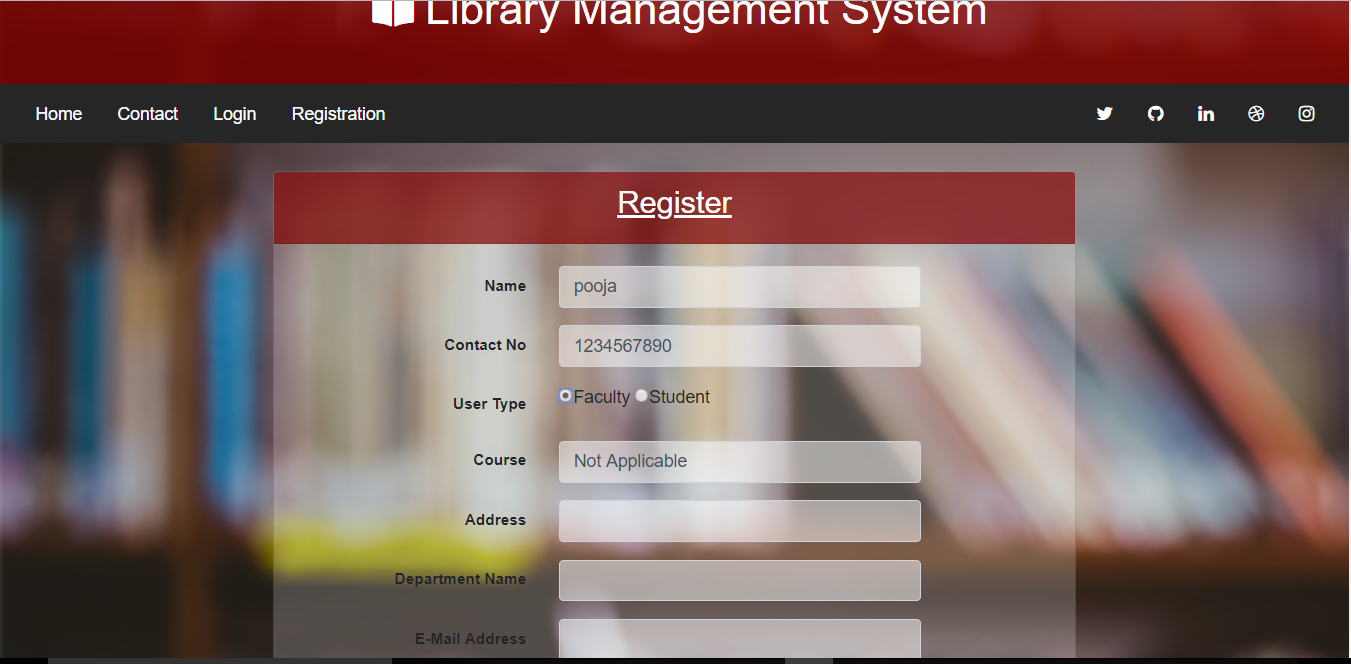 Library Management System
Home Contact Login Registration
Register
Name pooja
Contact No 1234567890
User Type Faculty Student
Course Not Applicable
Address
Department Name
E-Mail Address